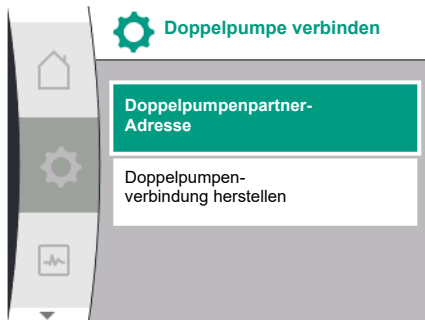 Doppelpumpe verbinden
Doppelpumpenpartner-
Adresse
Doppelpumpen-
verbindung herstellen